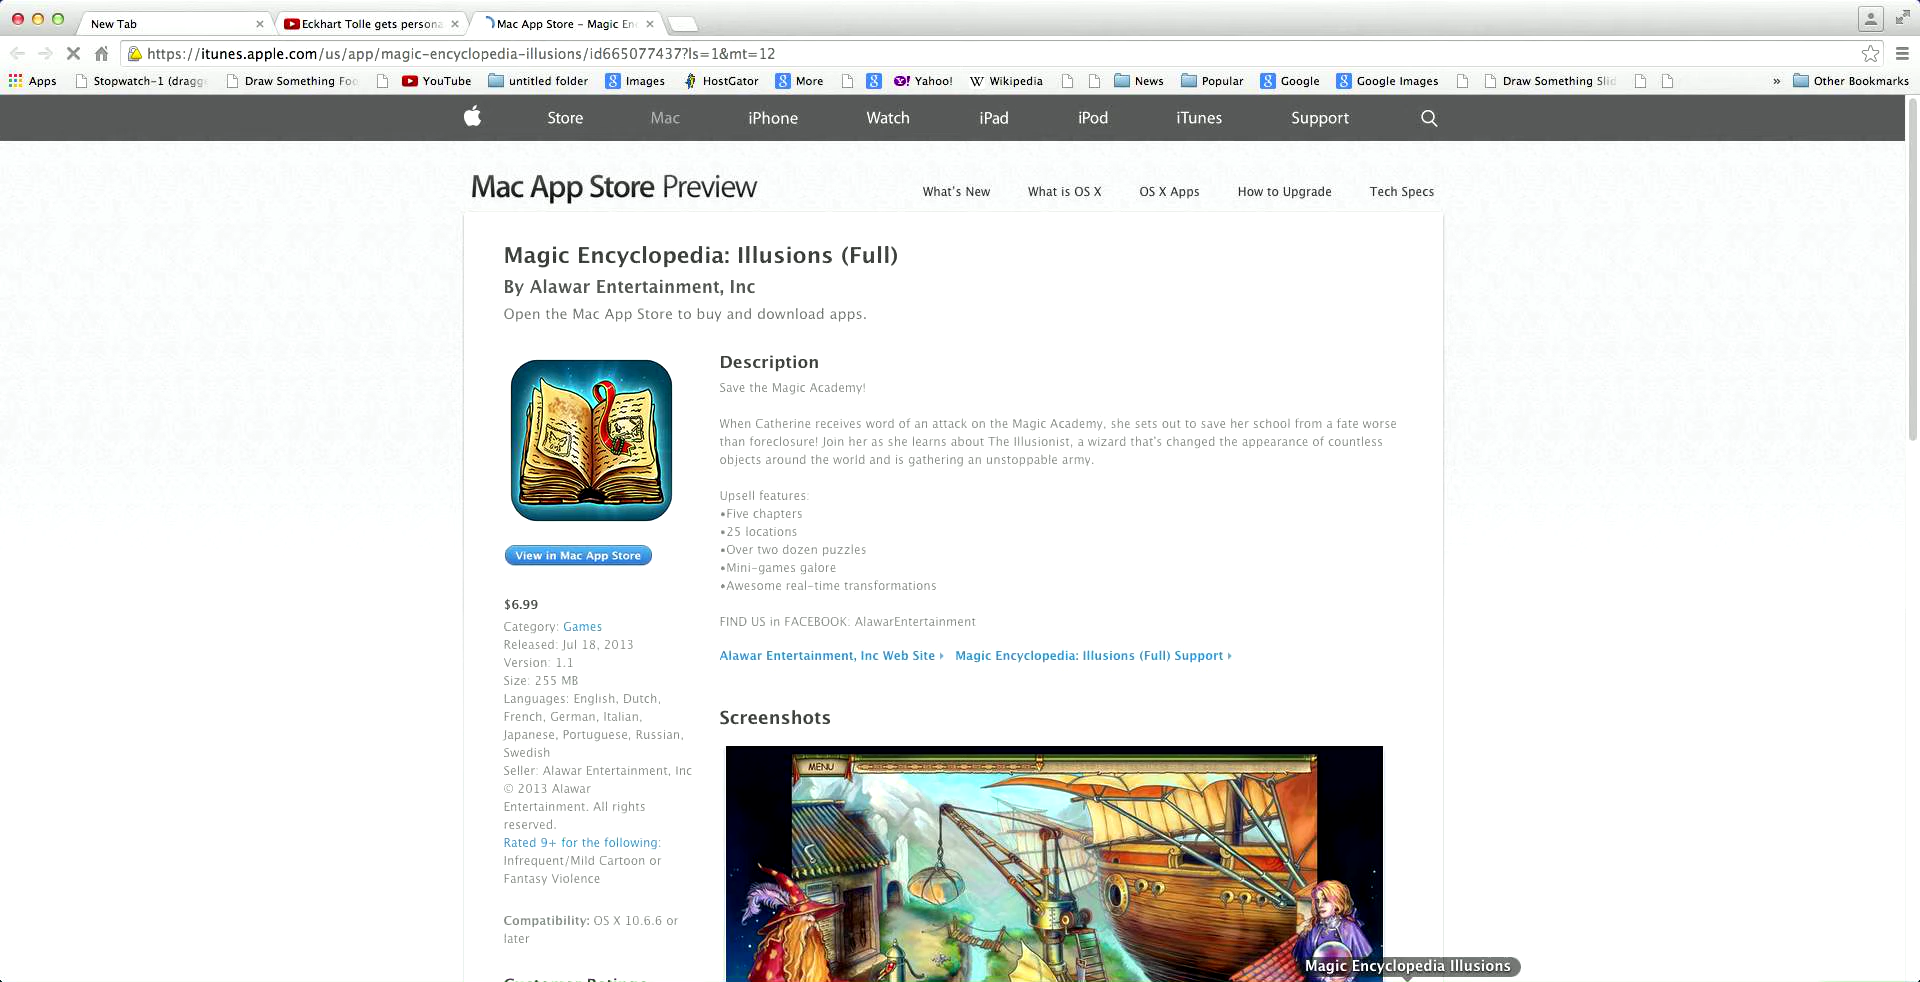 New Tab
Eckhart Tolle gets persona
Mac App Store – Magic En
https://itunes.apple.com/us/app/magic-encyclopedia-illusions/id665077437?ls=1&mt=12
Apps
Stopwatch-1 (dragg
Draw Something Foo
YouTube
untitled folder
Images
HostGator
More
Yahoo!
Wikipedia
News
Popular
Google
Google Images
Draw Something Slid
»
Other Bookmarks
Store
Mac
iPhone
Watch
iPad
iPod
iTunes
Support
Mac App Store Preview
What's New
What is OS X
OS X Apps
How to Upgrade
Tech Specs
Magic Encyclopedia: Illusions (Full)
By Alawar Entertainment, Inc
Open the Mac App Store to buy and download apps.
View in Mac App Store
$6.99
Category: Games
Released: Jul 18, 2013
Version: 1.1
Size: 255 MB
Languages: English, Dutch,
French, German, Italian,
Japanese, Portuguese, Russian,
Swedish
Seller: Alawar Entertainment, Inc
© 2013 Alawar
Entertainment. All rights
reserved.
Rated 9+ for the following:
Infrequent/Mild Cartoon or
Fantasy Violence
Compatibility: OS X 10.6.6 or
later
Customer Ratings
Description
Save the Magic Academy!
When Catherine receives word of an attack on the Magic Academy, she sets out to save her school from a fate worse
than foreclosure! Join her as she learns about The Illusionist, a wizard that's changed the appearance of countless
objects around the world and is gathering an unstoppable army.
Upsell features:
•Five chapters
•25 locations
•Over two dozen puzzles
•Mini-games galore
•Awesome real-time transformations
FIND US in FACEBOOK: AlawarEntertainment
Alawar Entertainment, Inc Web Site
Magic Encyclopedia: Illusions (Full) Support
Screenshots
MENU
Magic Encyclopedia Illusions